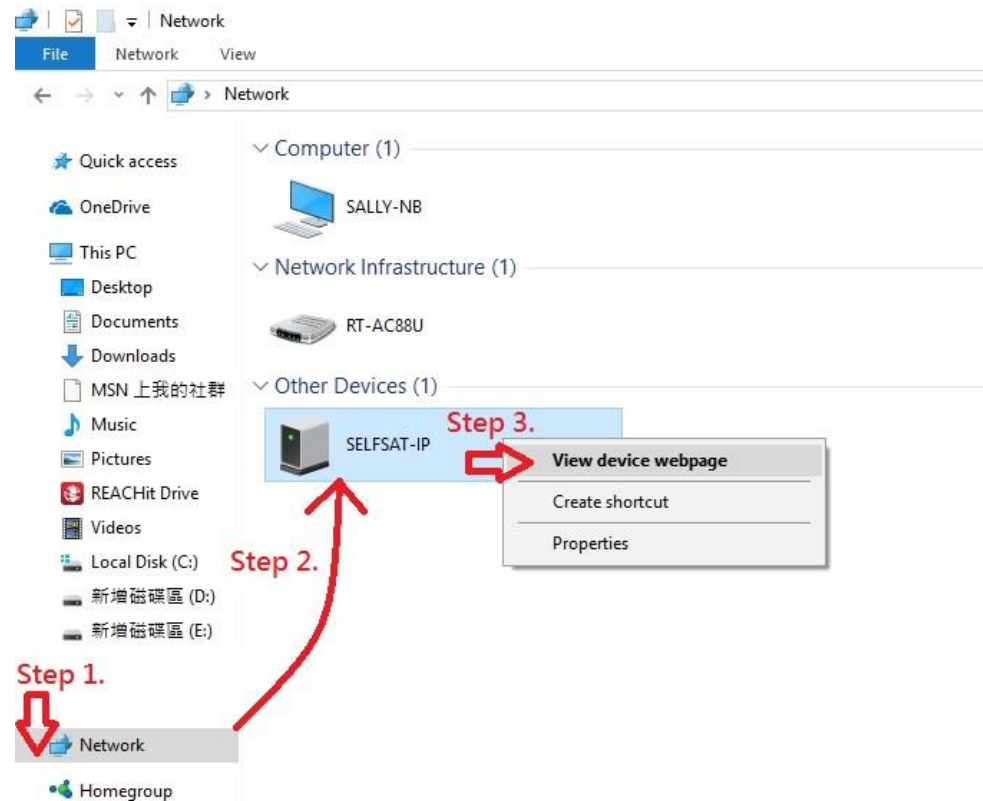 Network
File Network View
Network
Quick access
OneDrive
This PC
Desktop
Documents
Downloads
MSN 上我的社群
Music
Pictures
REACHit Drive
Videos
Local Disk (C:)
新增磁碟區 (D:)
新增磁碟區 (E:)
Step 1.
Network
Homegroup
Computer (1)
SALLY-NB
Network Infrastructure (1)
RT-AC88U
Other Devices (1)
SELFSAT-IP
Step 2.
Step 3.
View device webpage
Create shortcut
Properties